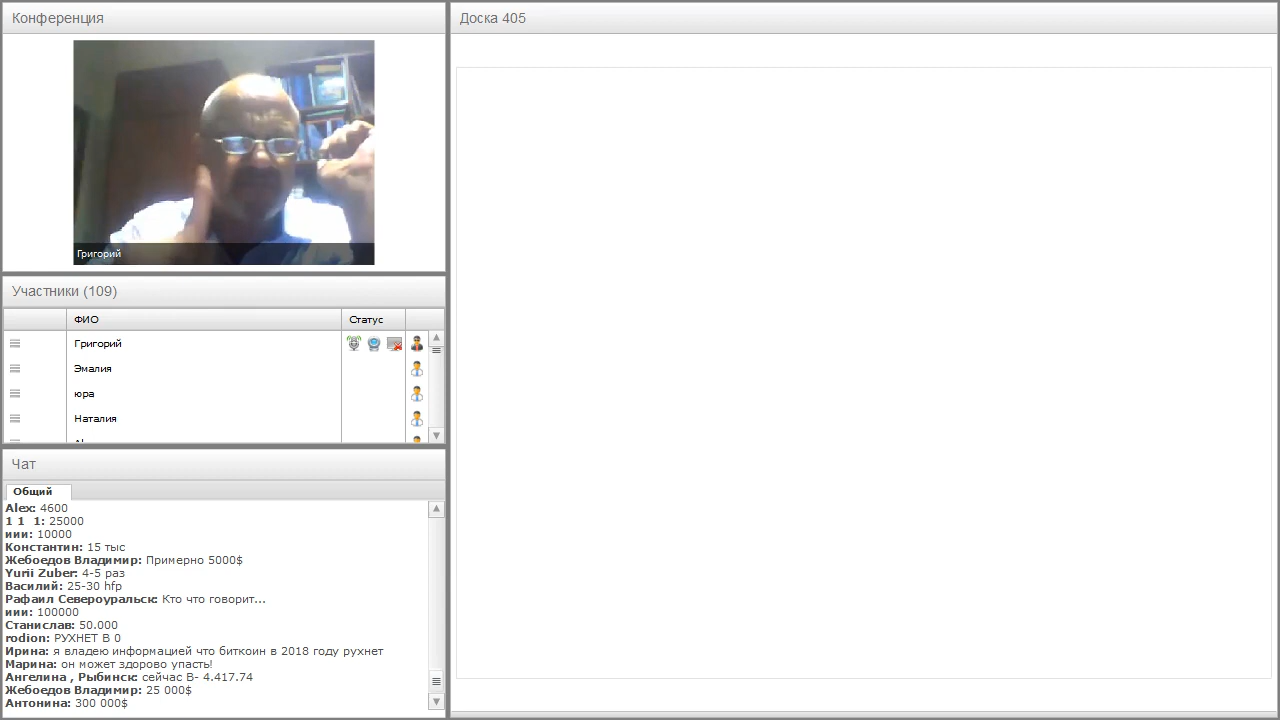 Конференция
Григорий
Участники (109)
ФИО Статус
Григорий
Эмалия
юра
Наталия
Чат
Общий
Alex: 4600
1 1 1: 25000
иии: 10000
Константин: 15 тыс
Жебоедов Владимир: Примерно 5000$
Yurii Zuber: 4-5 раз
Василий: 25-30 hfp
Рафаил Североуральск: Кто что говорит...
иии: 100000
Станислав: 50.000
rodion: РУХНЕТ В 0
Ирина: я владею информацией что биткоин в 2018 году рухнет
Марина: он может здорово упасть!
Ангелина , Рыбинск: сейчас В- 4.417.74
Жебоедов Владимир: 25 000$
Антонина: 300 000$
Доска 405